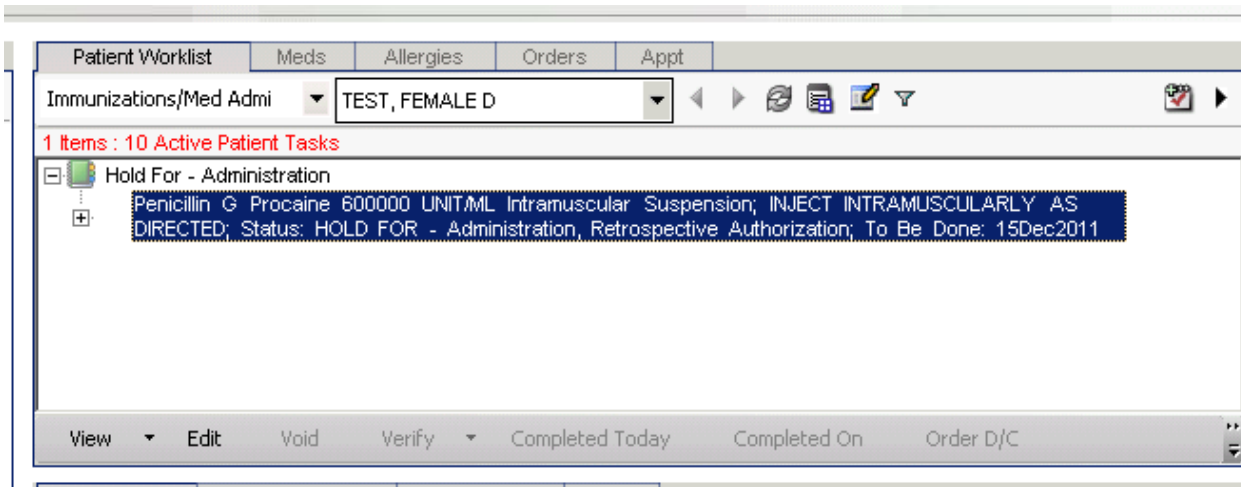 Patient Worklist Meds Allergies Orders Appt
Immunizations/Med Admi TEST, FEMALE D
1 Items : 10 Active Patient Tasks
Hold For - Administration
Penicillin G Procaine 600000 UNIT/ML Intramuscular Suspension; INJECT INTRAMUSCULARLY AS
DIRECTED; Status: HOLD FOR - Administration, Retrospective Authorization; To Be Done: 15Dec2011
View Edit Void Verify Completed Today Completed On Order D/C